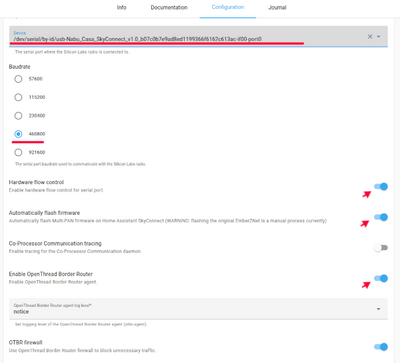 Info
Documentation
Configuration
Journal
Device
/dev/serial/by-id/usb-Nabu_Casa_SkyConnect_v1.0_b07c0b7e9ad8ed1199366f6167c613ac-if00-port0
The serial port where the Silicon Labs radio is connected to.
Baudrate
57600
115200
230400
460800
921600
The serial port baudrate used to communicate with the Silicon Labs radio.
Hardware flow control
Enable hardware flow control for serial port.
Automatically flash firmware
Automatically flash Multi-PAN firmware on Home Assistant SkyConnect (WARNING: flashing the original EmberZNet is a manual process currently)
Co-Processor Communication tracing
Enable tracing for the Co-Processor Communication daemon.
Enable OpenThread Border Router
Enable OpenThread Border Router agent.
OpenThread Border Router agent log level*
notice
Set logging level of the OpenThread Border Router agent (otbr-agent).
OTBR firewall
Use OpenThread Border Router firewall to block unnecessary traffic.